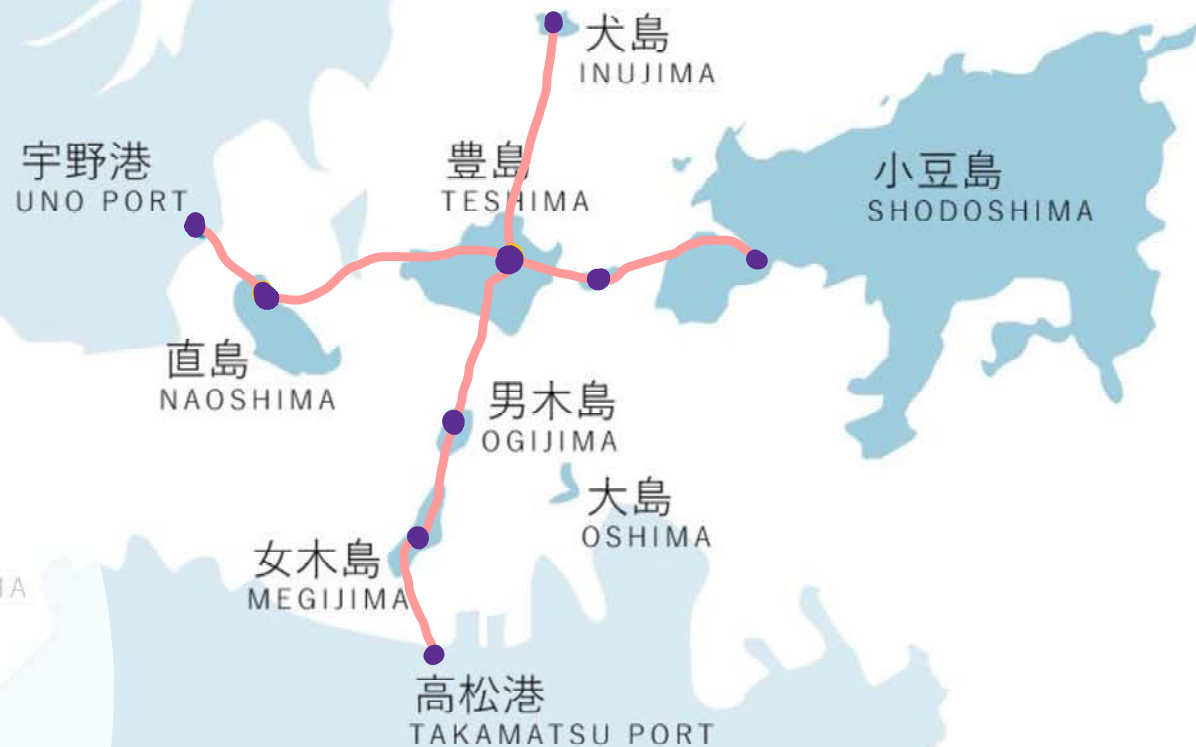 犬島
INUJIMA
宇野港
UNO PORT
豊島
TESHIMA
小豆島
SHODOSHIMA
直島
NAOSHIMA
男木島
OGIJIMA
大島
OSHIMA
女木島
MEGIJIMA
高松港
TAKAMATSU PORT